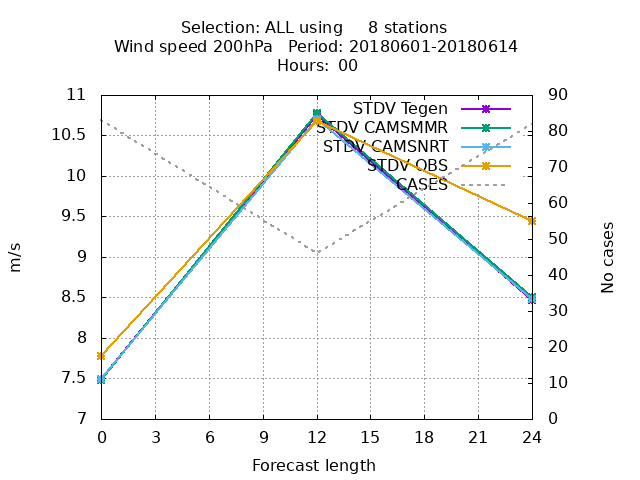 Selection: ALL using     8 stations
Wind speed 200hPa   Period: 20180601-20180614
Hours: 00
11
10.5
10
9.5
9
8.5
8
7.5
7
90
80
70
60
50
40
30
20
10
0
STDV Tegen
STDV CAMSMMR
STDV CAMSNRT
STDV OBS
CASES
m/s
No cases
0 3 6 9 12 15 18 21 24
Forecast length